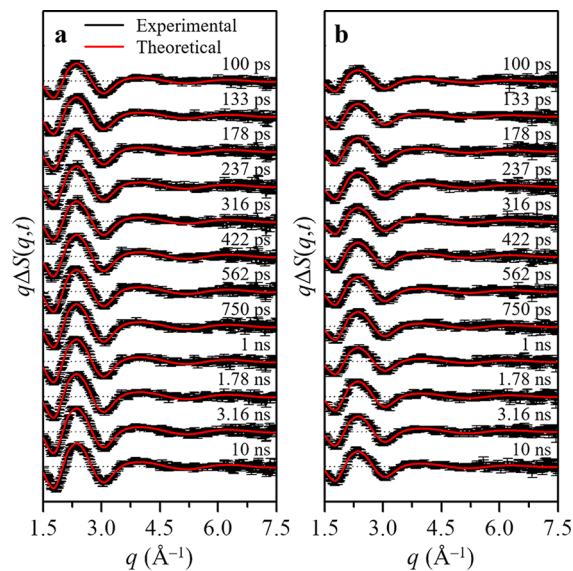 a
Experimental
Theoretical
100 ps
133 ps
178 ps
237 ps
316 ps
422 ps
562 ps
750 ps
1 ns
1.78 ns
3.16 ns
10 ns
qΔS(q,t)
1.5 3.0 4.5 6.0 7.5
q (Å⁻¹)
b
100 ps
133 ps
178 ps
237 ps
316 ps
422 ps
562 ps
750 ps
1 ns
1.78 ns
3.16 ns
10 ns
qΔS(q,t)
1.5 3.0 4.5 6.0 7.5
q (Å⁻¹)